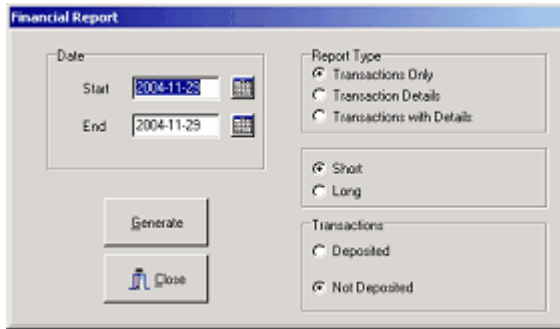 Financial Report
Date
Start 2004-11-29
End 2004-11-29
Generate
Close
Report Type
Transactions Only
Transaction Details
Transactions with Details
Short
Long
Transactions
Deposited
Not Deposited